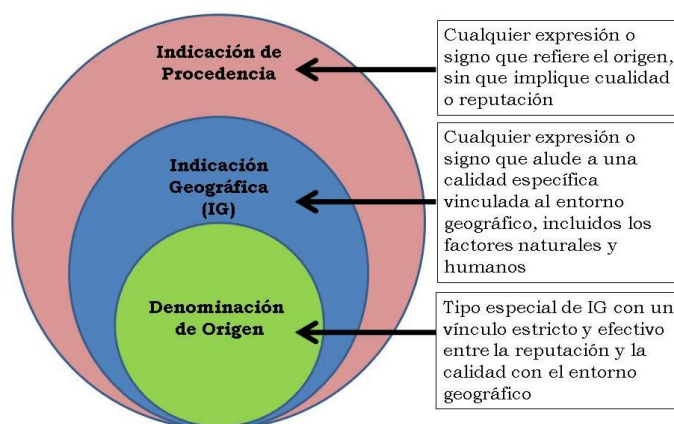 Indicación de
Procedencia
Cualquier expresión o
signo que refiere el origen,
sin que implique cualidad
o reputación
Indicación
Geográfica
(IG)
Cualquier expresión o
signo que alude a una
calidad específica
vinculada al entorno
geográfico, incluidos los
factores naturales y
humanos
Denominación
de Origen
Tipo especial de IG con un
vínculo estricto y efectivo
entre la reputación y la
calidad con el entorno
geográfico